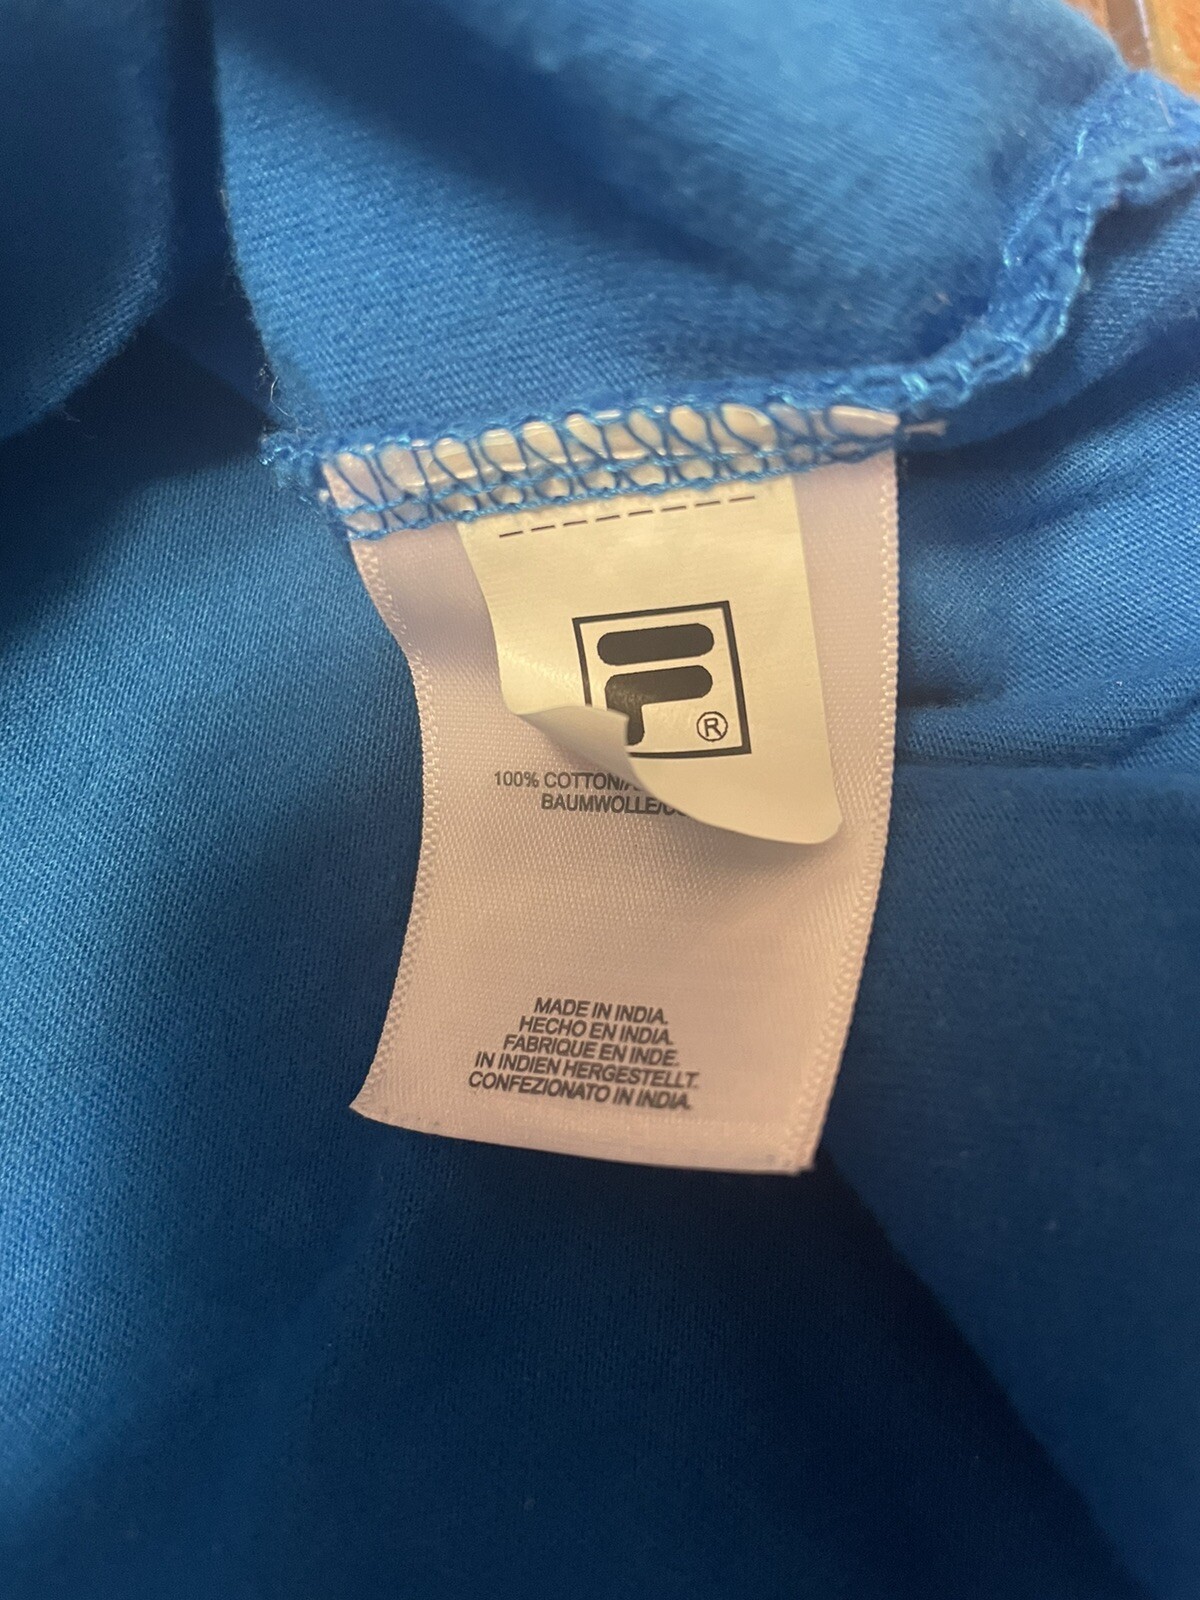 F
®
100% COTTON/
BAUMWOLLE/
MADE IN INDIA.
HECHO EN INDIA.
FABRIQUE EN INDE.
IN INDIEN HERGESTELLT.
CONFEZIONATO IN INDIA.